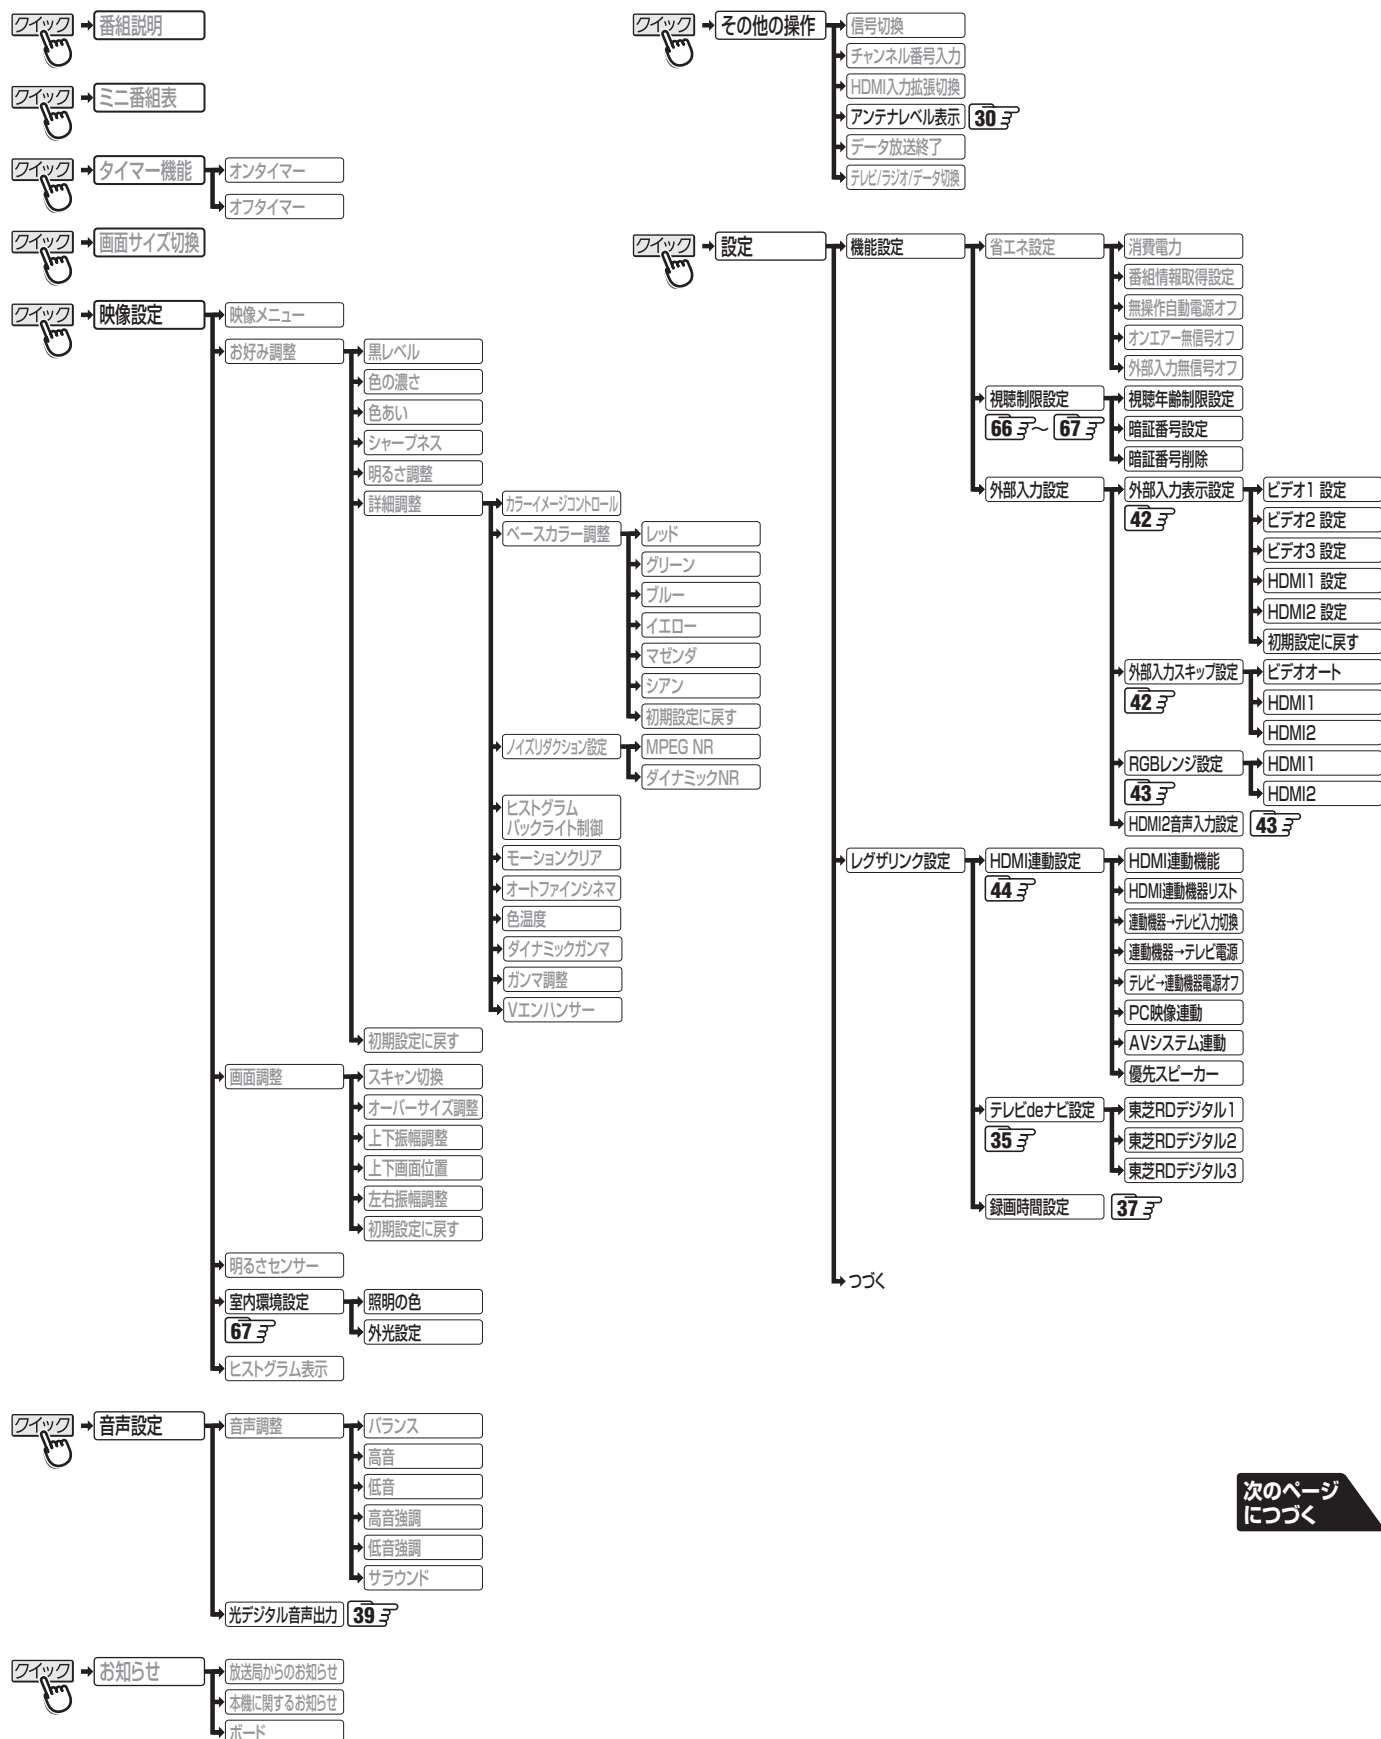 クイック
番組説明
クイック
ミニ番組表
クイック
タイマー機能
オンタイマー
オフタイマー
クイック
画面サイズ切換
クイック
映像設定
映像メニュー
お好み調整
黒レベル
色の濃さ
色あい
シャープネス
明るさ調整
詳細調整
カラーイメージコントロール
ベースカラー調整
レッド
グリーン
ブルー
イエロー
マゼンダ
シアン
初期設定に戻す
ノイズリダクション設定
MPEG NR
ダイナミックNR
ヒストグラム
バックライト制御
モーションクリア
オートファインシネマ
色温度
ダイナミックガンマ
ガンマ調整
Vエンハンサー
初期設定に戻す
画面調整
スキャン切換
オーバーサイズ調整
上下振幅調整
上下画面位置
左右振幅調整
初期設定に戻す
明るさセンサー
室内環境設定
67
照明の色
外光設定
ヒストグラム表示
クイック
音声設定
音声調整
バランス
高音
低音
高音強調
低音強調
サラウンド
光デジタル音声出力
39
クイック
お知らせ
放送局からのお知らせ
本機に関するお知らせ
ボード
クイック
その他の操作
信号切換
チャンネル番号入力
HDMI入力拡張切換
アンテナレベル表示
30
データ放送終了
テレビ/ラジオ/データ切換
クイック
設定
機能設定
省エネ設定
消費電力
番組情報取得設定
無操作自動電源オフ
オンエアー無信号オフ
外部入力無信号オフ
視聴制限設定
66 ~ 67
視聴年齢制限設定
暗証番号設定
暗証番号削除
外部入力設定
外部入力表示設定
42
ビデオ1 設定
ビデオ2 設定
ビデオ3 設定
HDMI1 設定
HDMI2 設定
初期設定に戻す
外部入力スキップ設定
42
ビデオオート
HDMI1
HDMI2
RGBレンジ設定
43
HDMI1
HDMI2
HDMI2音声入力設定
43
レグザリンク設定
HDMI連動設定
44
HDMI連動機能
HDMI連動機器リスト
連動機器→テレビ入力切換
連動機器→テレビ電源
テレビ→連動機器電源オフ
PC映像連動
AVシステム連動
優先スピーカー
テレビdeナビ設定
35
東芝RDデジタル1
東芝RDデジタル2
東芝RDデジタル3
録画時間設定
37
つづく
次のページ
につづく